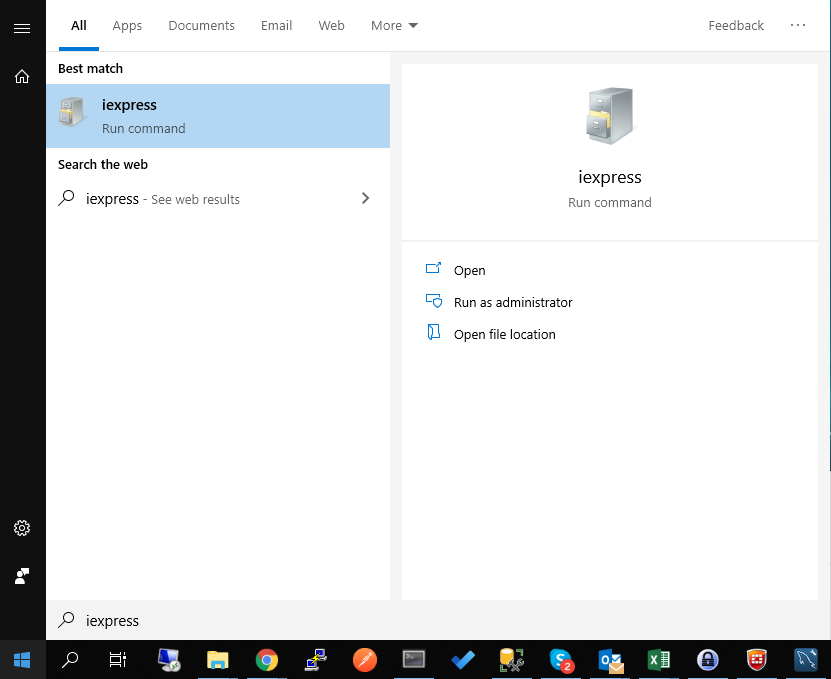 All Apps Documents Email Web More Feedback ...
Best match
iexpress
Run command
Search the web
iexpress - See web results
iexpress
Run command
Open
Run as administrator
Open file location
iexpress
2